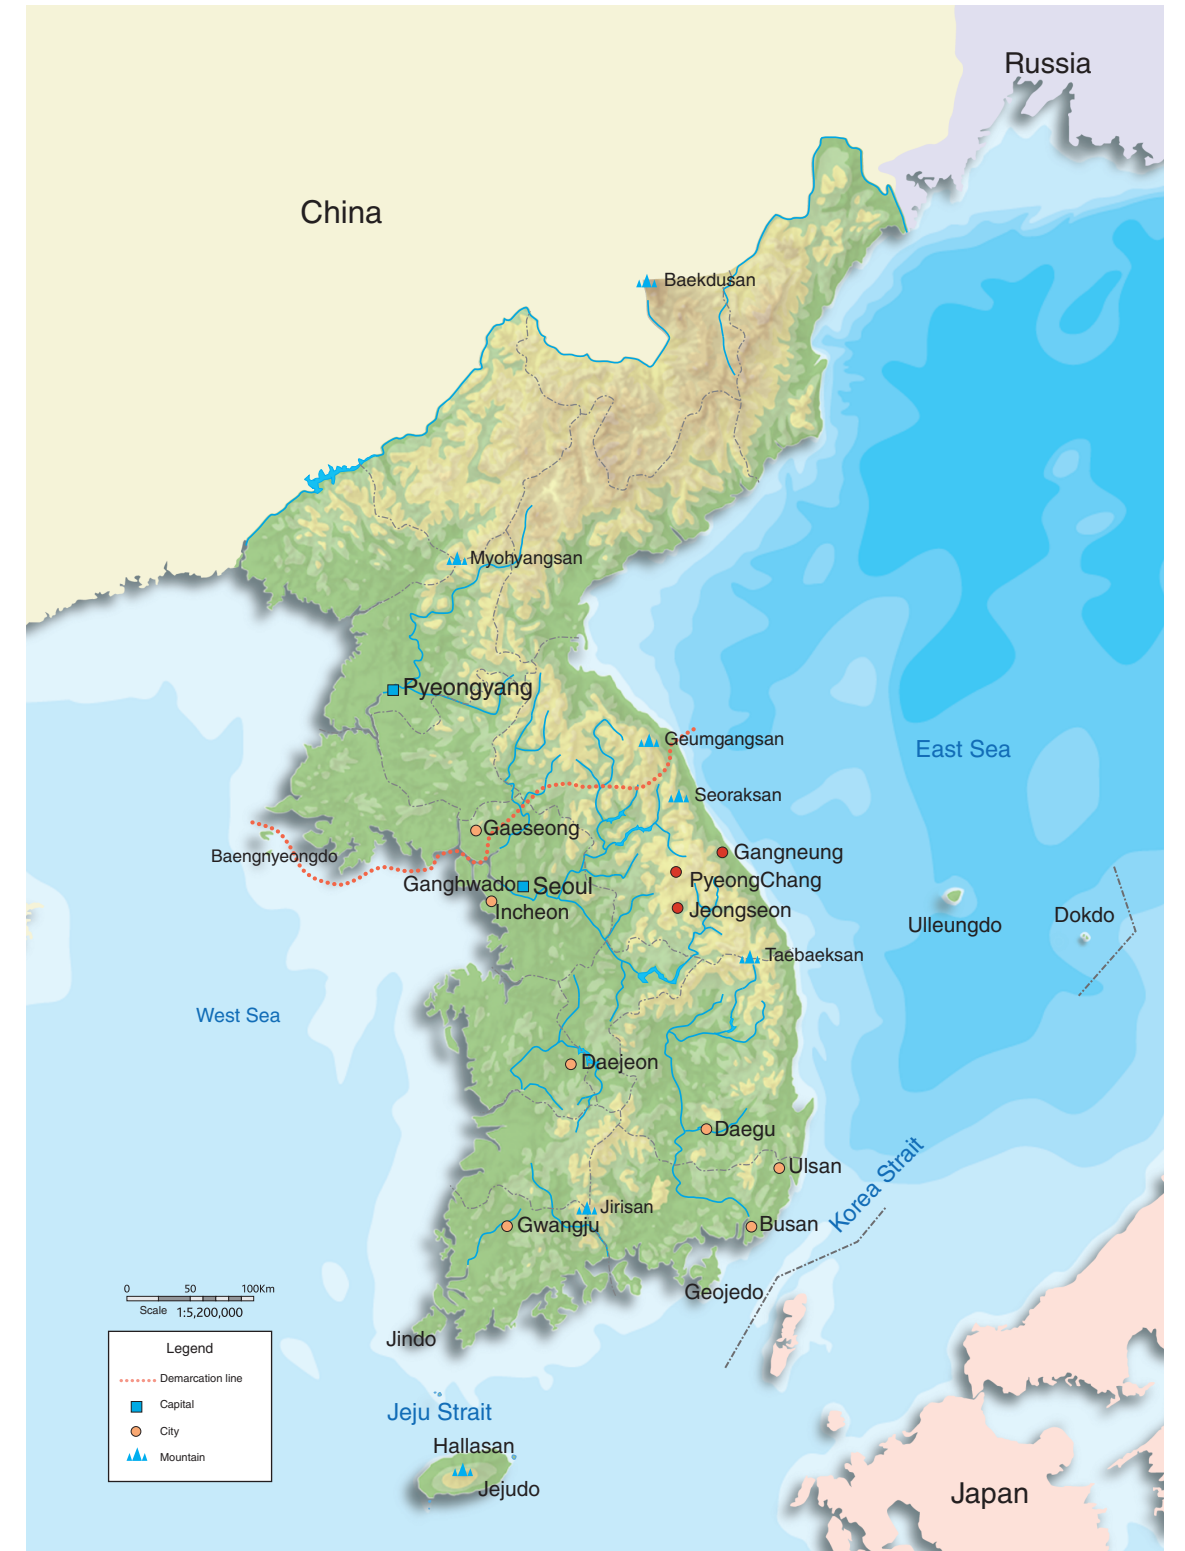 Russia
China
Baekdusan
Myohyangsan
Pyeongyang
Geumgangsan
East Sea
Seoraksan
Gaeseong
Gangneung
Baengnyeongdo
PyeongChang
Ganghwado
Seoul
Incheon
Jeongseon
Ulleungdo
Dokdo
Taebaeksan
West Sea
Daejeon
Daegu
Ulsan
Korea Strait
Jirisan
Gwangju
Busan
Geojedo
0 50 100Km
Scale 1:5,200,000
Jindo
Legend
Demarcation line
Capital
City
Mountain
Jeju Strait
Hallasan
Jejudo
Japan